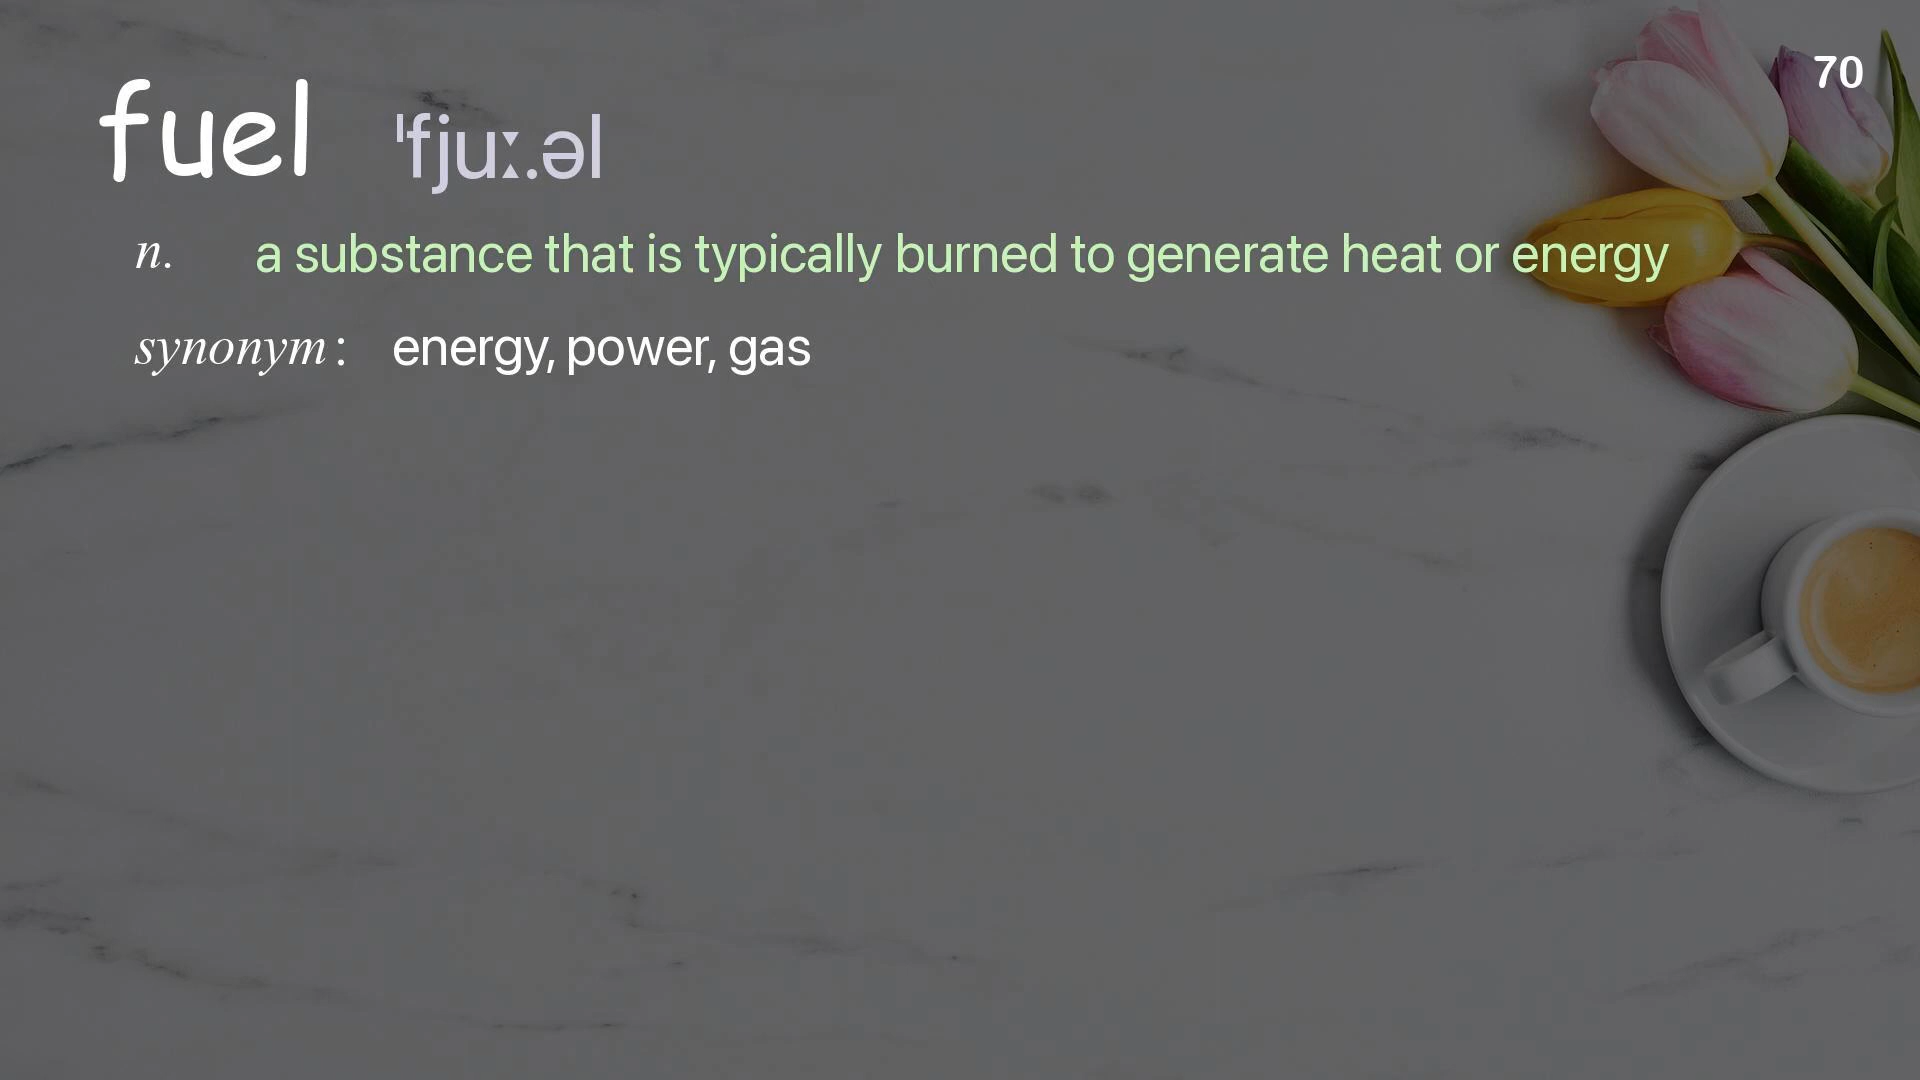 70
fuel ˈfjuː.əl
n. a substance that is typically burned to generate heat or energy
synonym: energy, power, gas